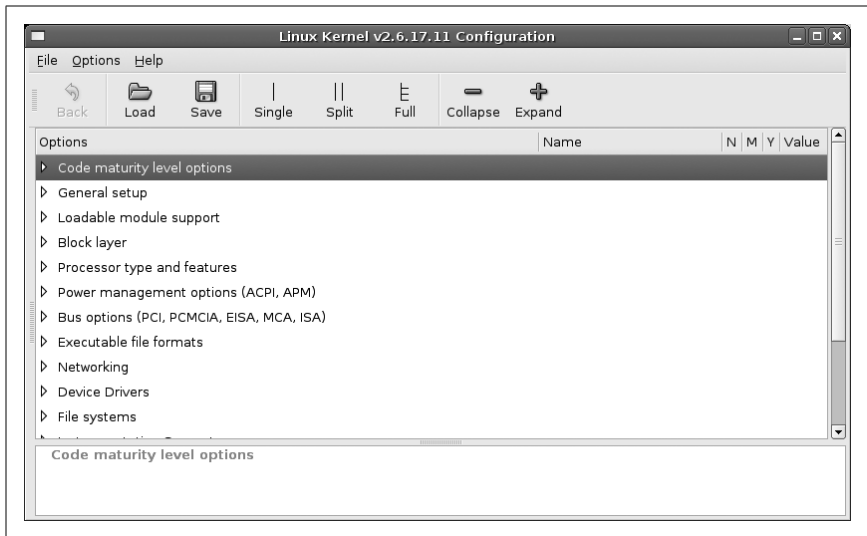 Linux Kernel v2.6.17.11 Configuration
File Options Help
Back Load Save Single Split Full Collapse Expand
Options Name N M Y Value
Code maturity level options
General setup
Loadable module support
Block layer
Processor type and features
Power management options (ACPI, APM)
Bus options (PCI, PCMCIA, EISA, MCA, ISA)
Executable file formats
Networking
Device Drivers
File systems
Code maturity level options